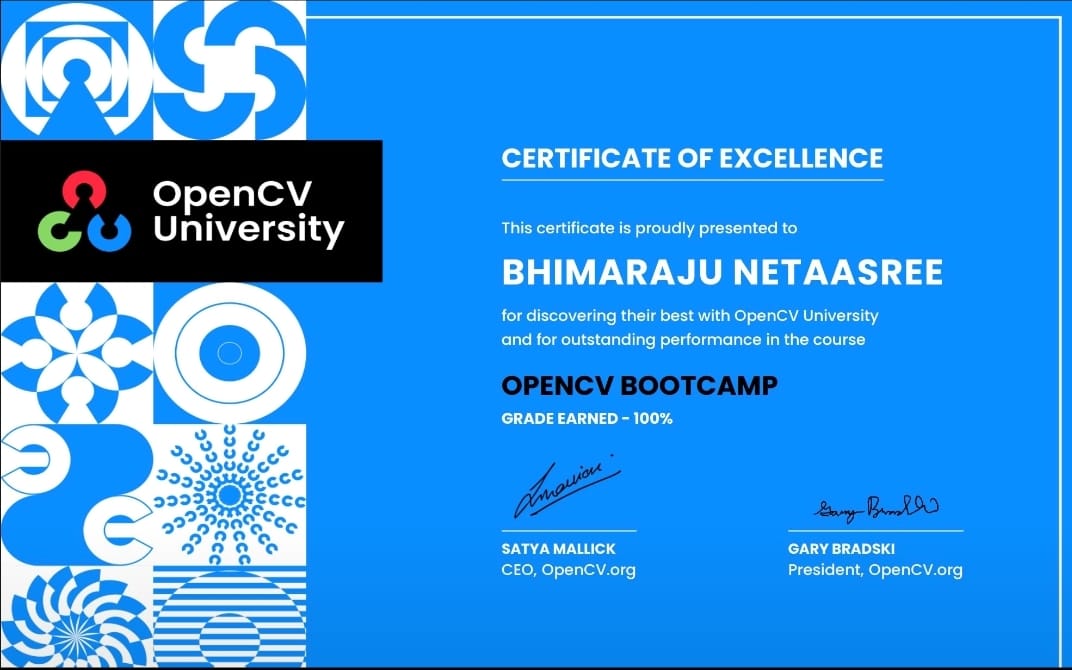 OpenCV
University
CERTIFICATE OF EXCELLENCE
This certificate is proudly presented to
BHIMARAJU NETAASREE
for discovering their best with OpenCV University
and for outstanding performance in the course
OPENCV BOOTCAMP
GRADE EARNED - 100%
SATYA MALLICK
CEO, OpenCV.org
Gary Bradski
GARY BRADSKI
President, OpenCV.org